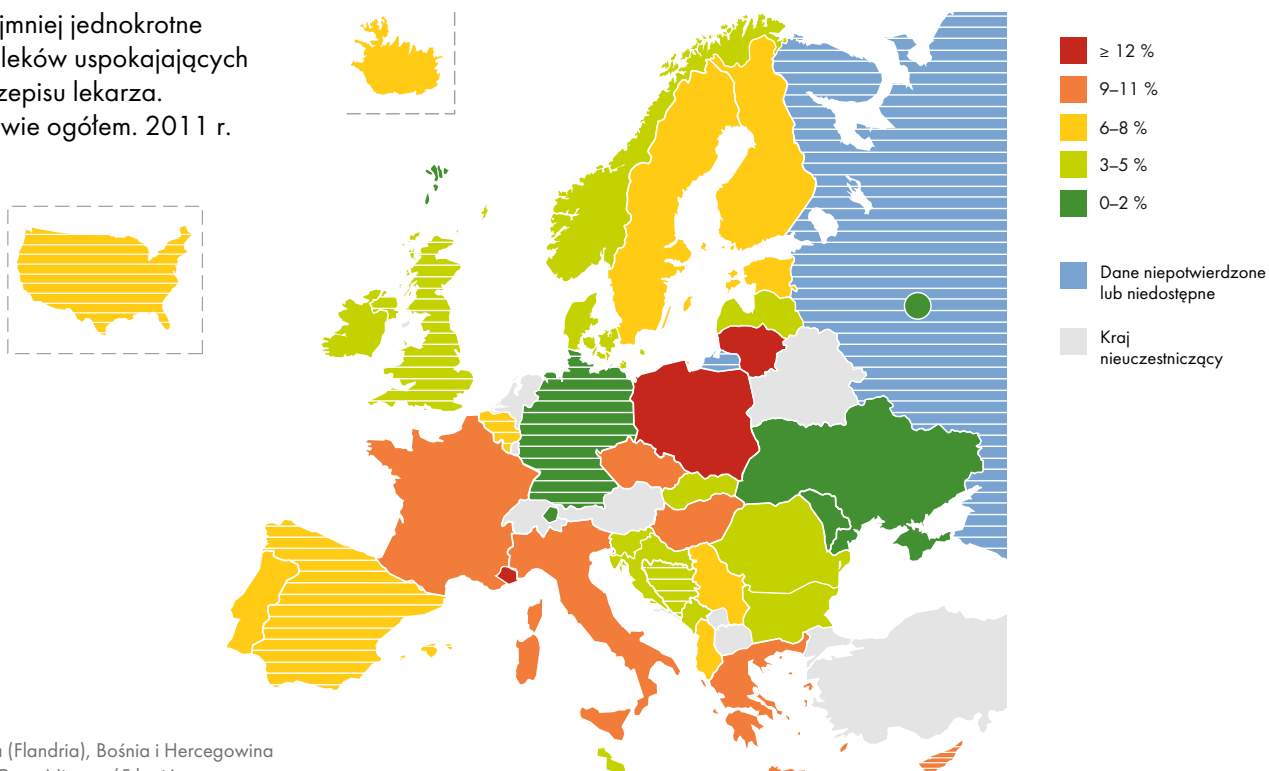 jmniej jednokrotne
leków uspokajających
zepisu lekarza.
wie ogółem. 2011 r.
≥ 12 %
9–11 %
6–8 %
3–5 %
0–2 %
Dane niepotwierdzone
lub niedostępne
Kraj
nieuczestniczący
(Flandria), Bośnia i Hercegowina